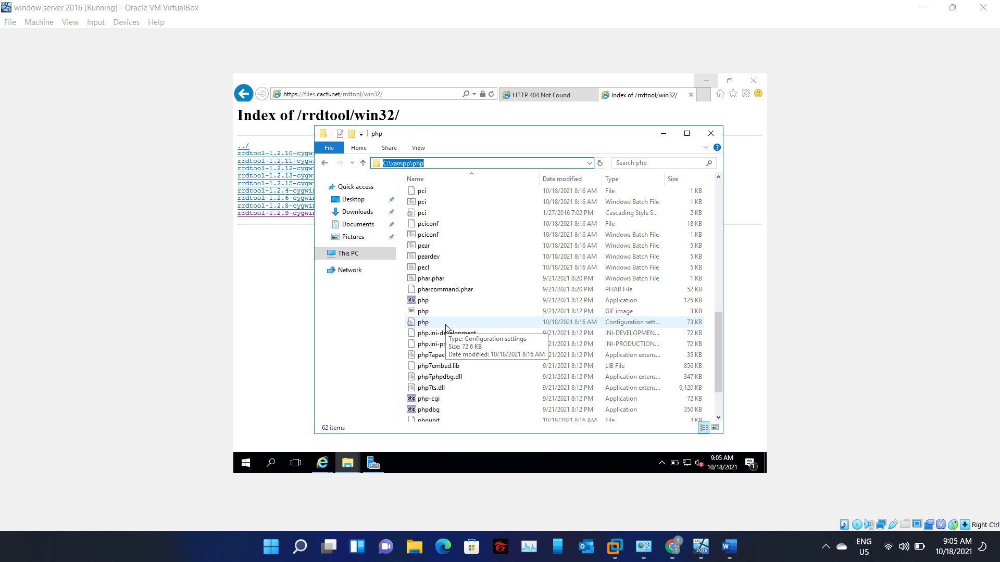 window server 2016 [Running] - Oracle VM VirtualBox
File Machine View Input Devices Help
https://files.cacti.net/rrdtool/win32/
HTTP 404 Not Found
Index of /rrdtool/win32/
Index of /rrdtool/win32/
../
rrdtool-1.2.10-cygw
rrdtool-1.2.11-cygw
rrdtool-1.2.12-cygw
rrdtool-1.2.13-cygw
rrdtool-1.2.15-cygw
rrdtool-1.2.4-cygwi
rrdtool-1.2.6-cygwi
rrdtool-1.2.8-cygwi
rrdtool-1.2.9-cygwi
php
File Home Share View
C:\xampp\php
Search php
Quick access
Desktop
Downloads
Documents
Pictures
This PC
Network
Name Date modified Type Size
pci 10/18/2021 8:16 AM File 1 KB
pci 10/18/2021 8:16 AM Windows Batch File 1 KB
pci 1/27/2016 7:02 PM Cascading Style S... 2 KB
pciconf 10/18/2021 8:16 AM File 18 KB
pciconf 10/18/2021 8:16 AM Windows Batch File 1 KB
pear 10/18/2021 8:16 AM Windows Batch File 5 KB
peardev 10/18/2021 8:16 AM Windows Batch File 5 KB
pecl 10/18/2021 8:16 AM Windows Batch File 5 KB
phar.phar 9/21/2021 8:20 PM Windows Batch File 1 KB
pharcommand.phar 9/21/2021 8:20 PM PHAR File 52 KB
php 9/21/2021 8:12 PM Application 125 KB
php 9/21/2021 8:12 PM GIF image 3 KB
php 10/18/2021 8:16 AM Configuration sett... 73 KB
php.ini-development 9/21/2021 8:12 PM INI-DEVELOPMEN... 72 KB
php.ini-pr 21/2021 8:12 PM INI-PRODUCTION... 72 KB
php7apac 21/2021 8:12 PM Application extens... 35 KB
Type: Configuration settings
Size: 72.6 KB
Date modified: 10/18/2021 8:16 AM
php7embed.lib 9/21/2021 8:12 PM LIB File 856 KB
php7phpdbg.dll 9/21/2021 8:12 PM Application extens... 347 KB
php7ts.dll 9/21/2021 8:12 PM Application extens... 9,120 KB
php-cgi 9/21/2021 8:12 PM Application 72 KB
phpdbg 9/21/2021 8:12 PM Application 350 KB
phpunit 10/18/2021 8:16 AM File 3 KB
62 items
9:05 AM
10/18/2021
1
Right Ctrl
64
2016
ENG
US
9:05 AM
10/18/2021